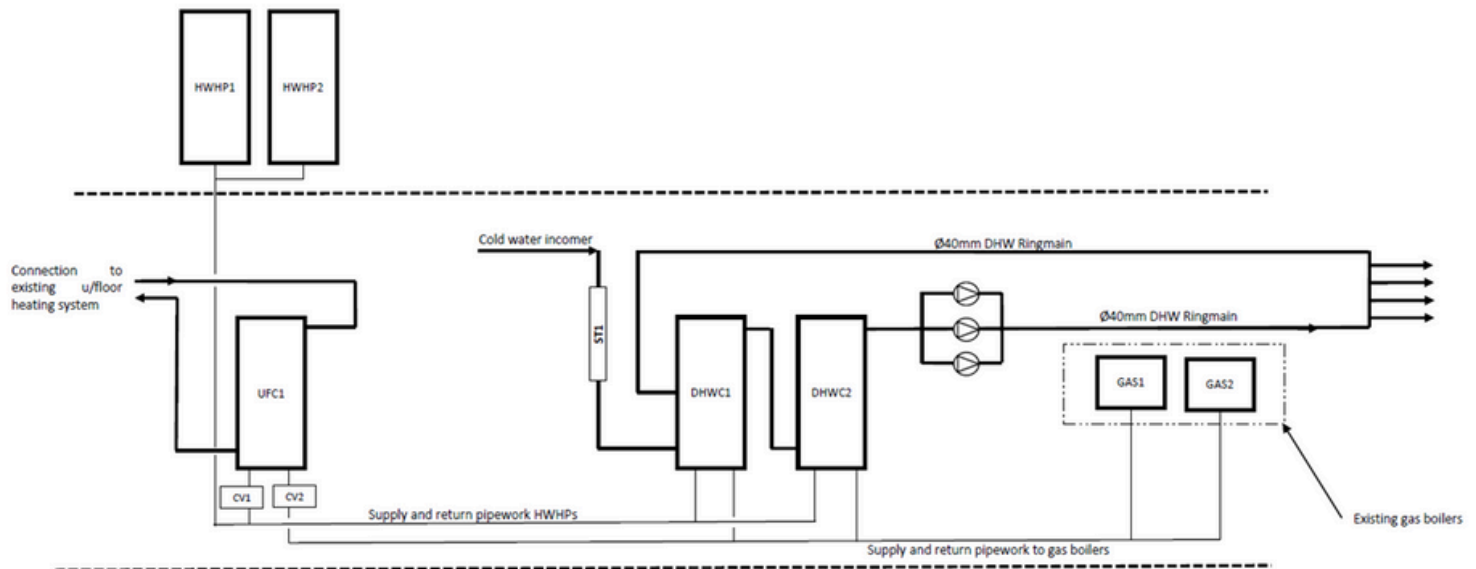 HWHP1
HWHP2
Cold water incomer
Ø40mm DHW Ringmain
Connection to
existing u/floor
heating system
ST1
Ø40mm DHW Ringmain
UFC1
DHWC1
DHWC2
GAS1
GAS2
CV1
CV2
Supply and return pipework HWHPs
Existing gas boilers
Supply and return pipework to gas boilers